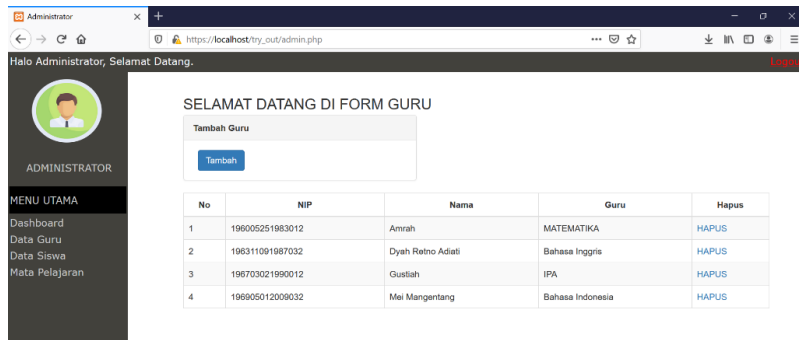 Administrator
https://localhost/try_out/admin.php
Halo Administrator, Selamat Datang.
SELAMAT DATANG DI FORM GURU
Tambah Guru
Tambah
ADMINISTRATOR
MENU UTAMA
Dashboard
Data Guru
Data Siswa
Mata Pelajaran
No NIP Nama Guru Hapus
1 196005251983012 Amrah MATEMATIKA HAPUS
2 196311091987032 Dyah Retno Adiati Bahasa Inggris HAPUS
3 196703021990012 Gustiah IPA HAPUS
4 196905012009032 Mei Mangentang Bahasa Indonesia HAPUS